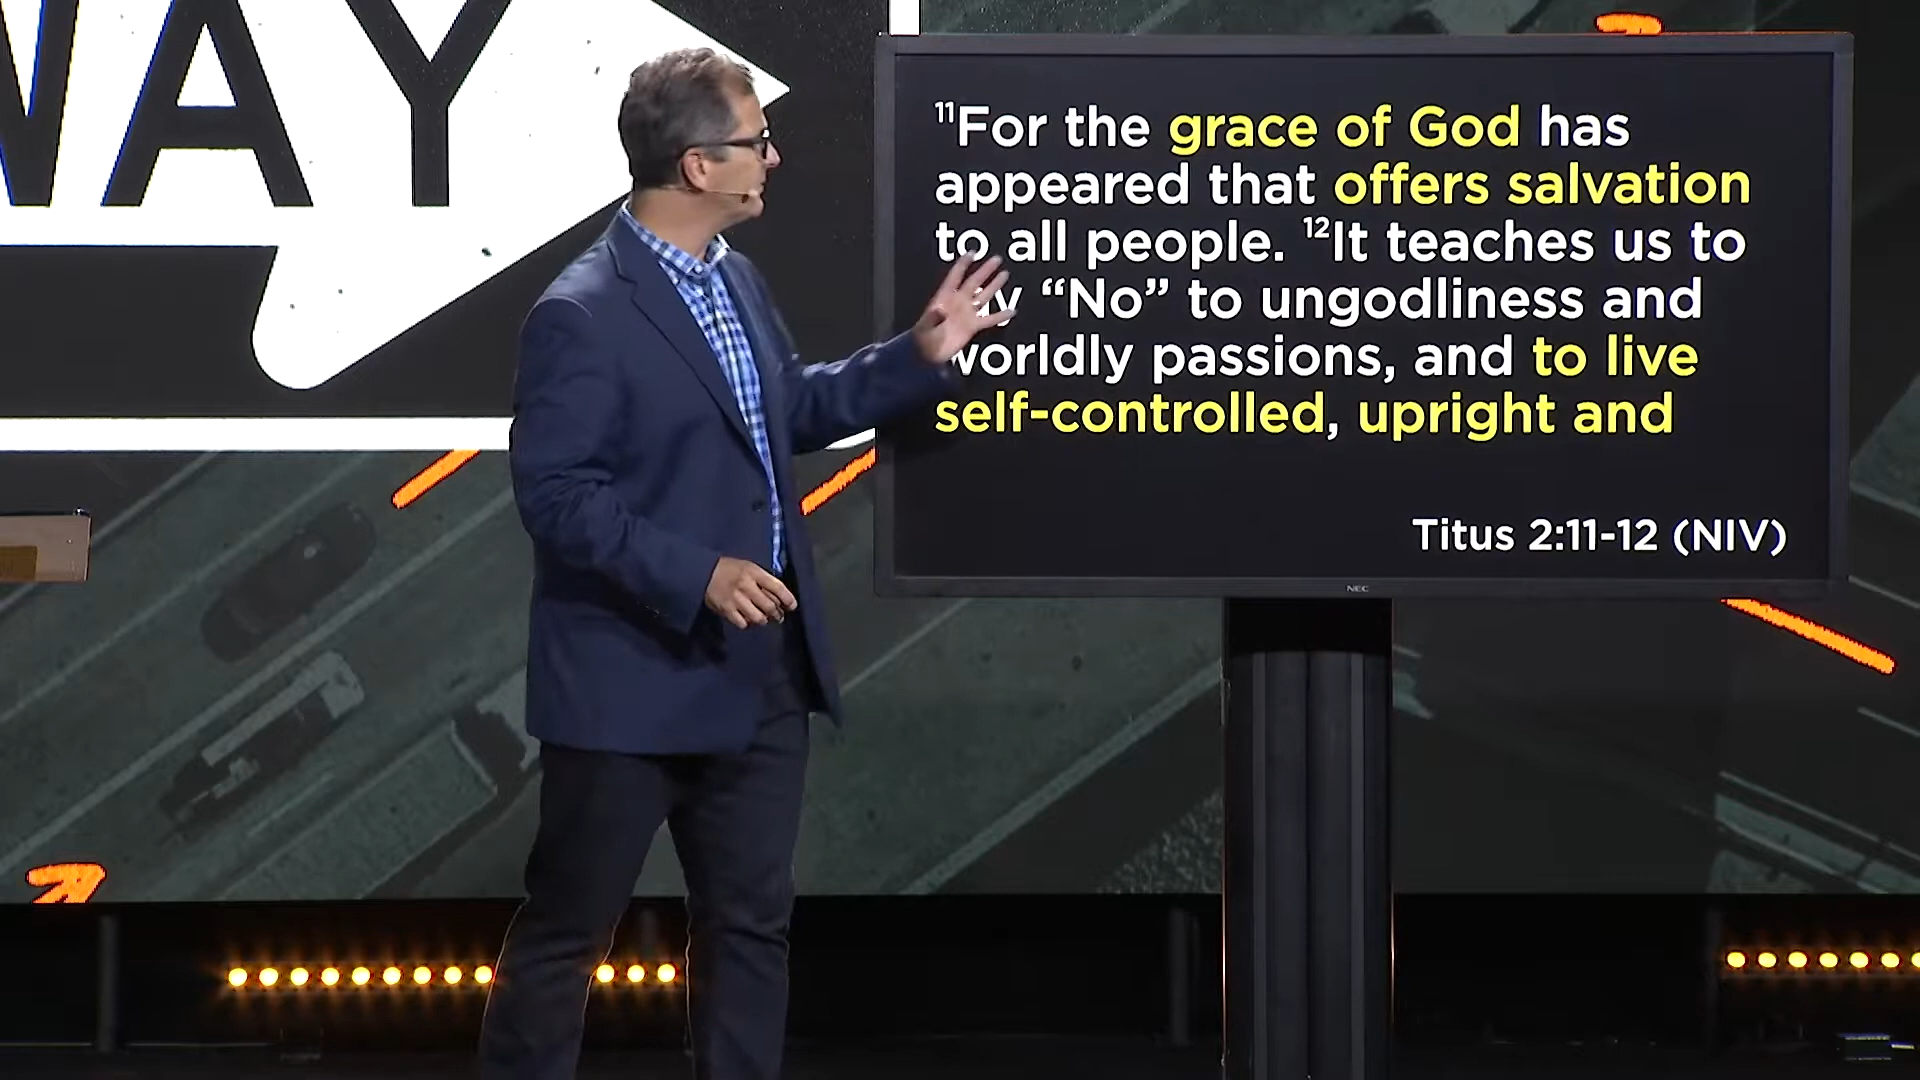 WAY
¹¹For the grace of God has
appeared that offers salvation
to all people. ¹²It teaches us to
“No” to ungodliness and
worldly passions, and to live
self-controlled, upright and
Titus 2:11-12 (NIV)
NEC